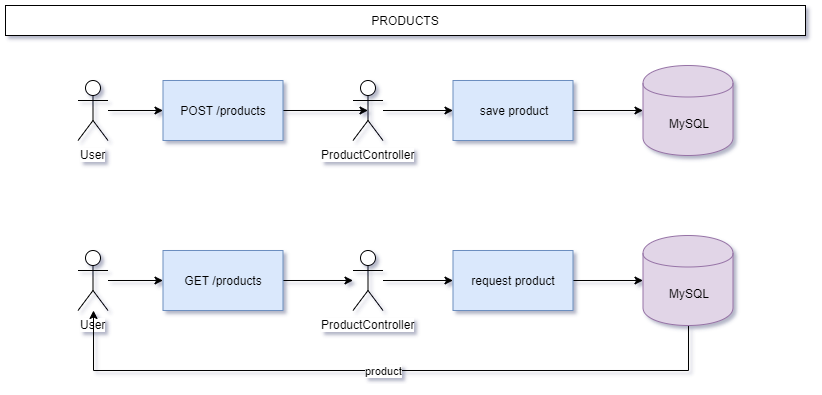 PRODUCTS
POST /products
save product
MySQL
User
ProductController
GET /products
request product
MySQL
User
ProductController
product